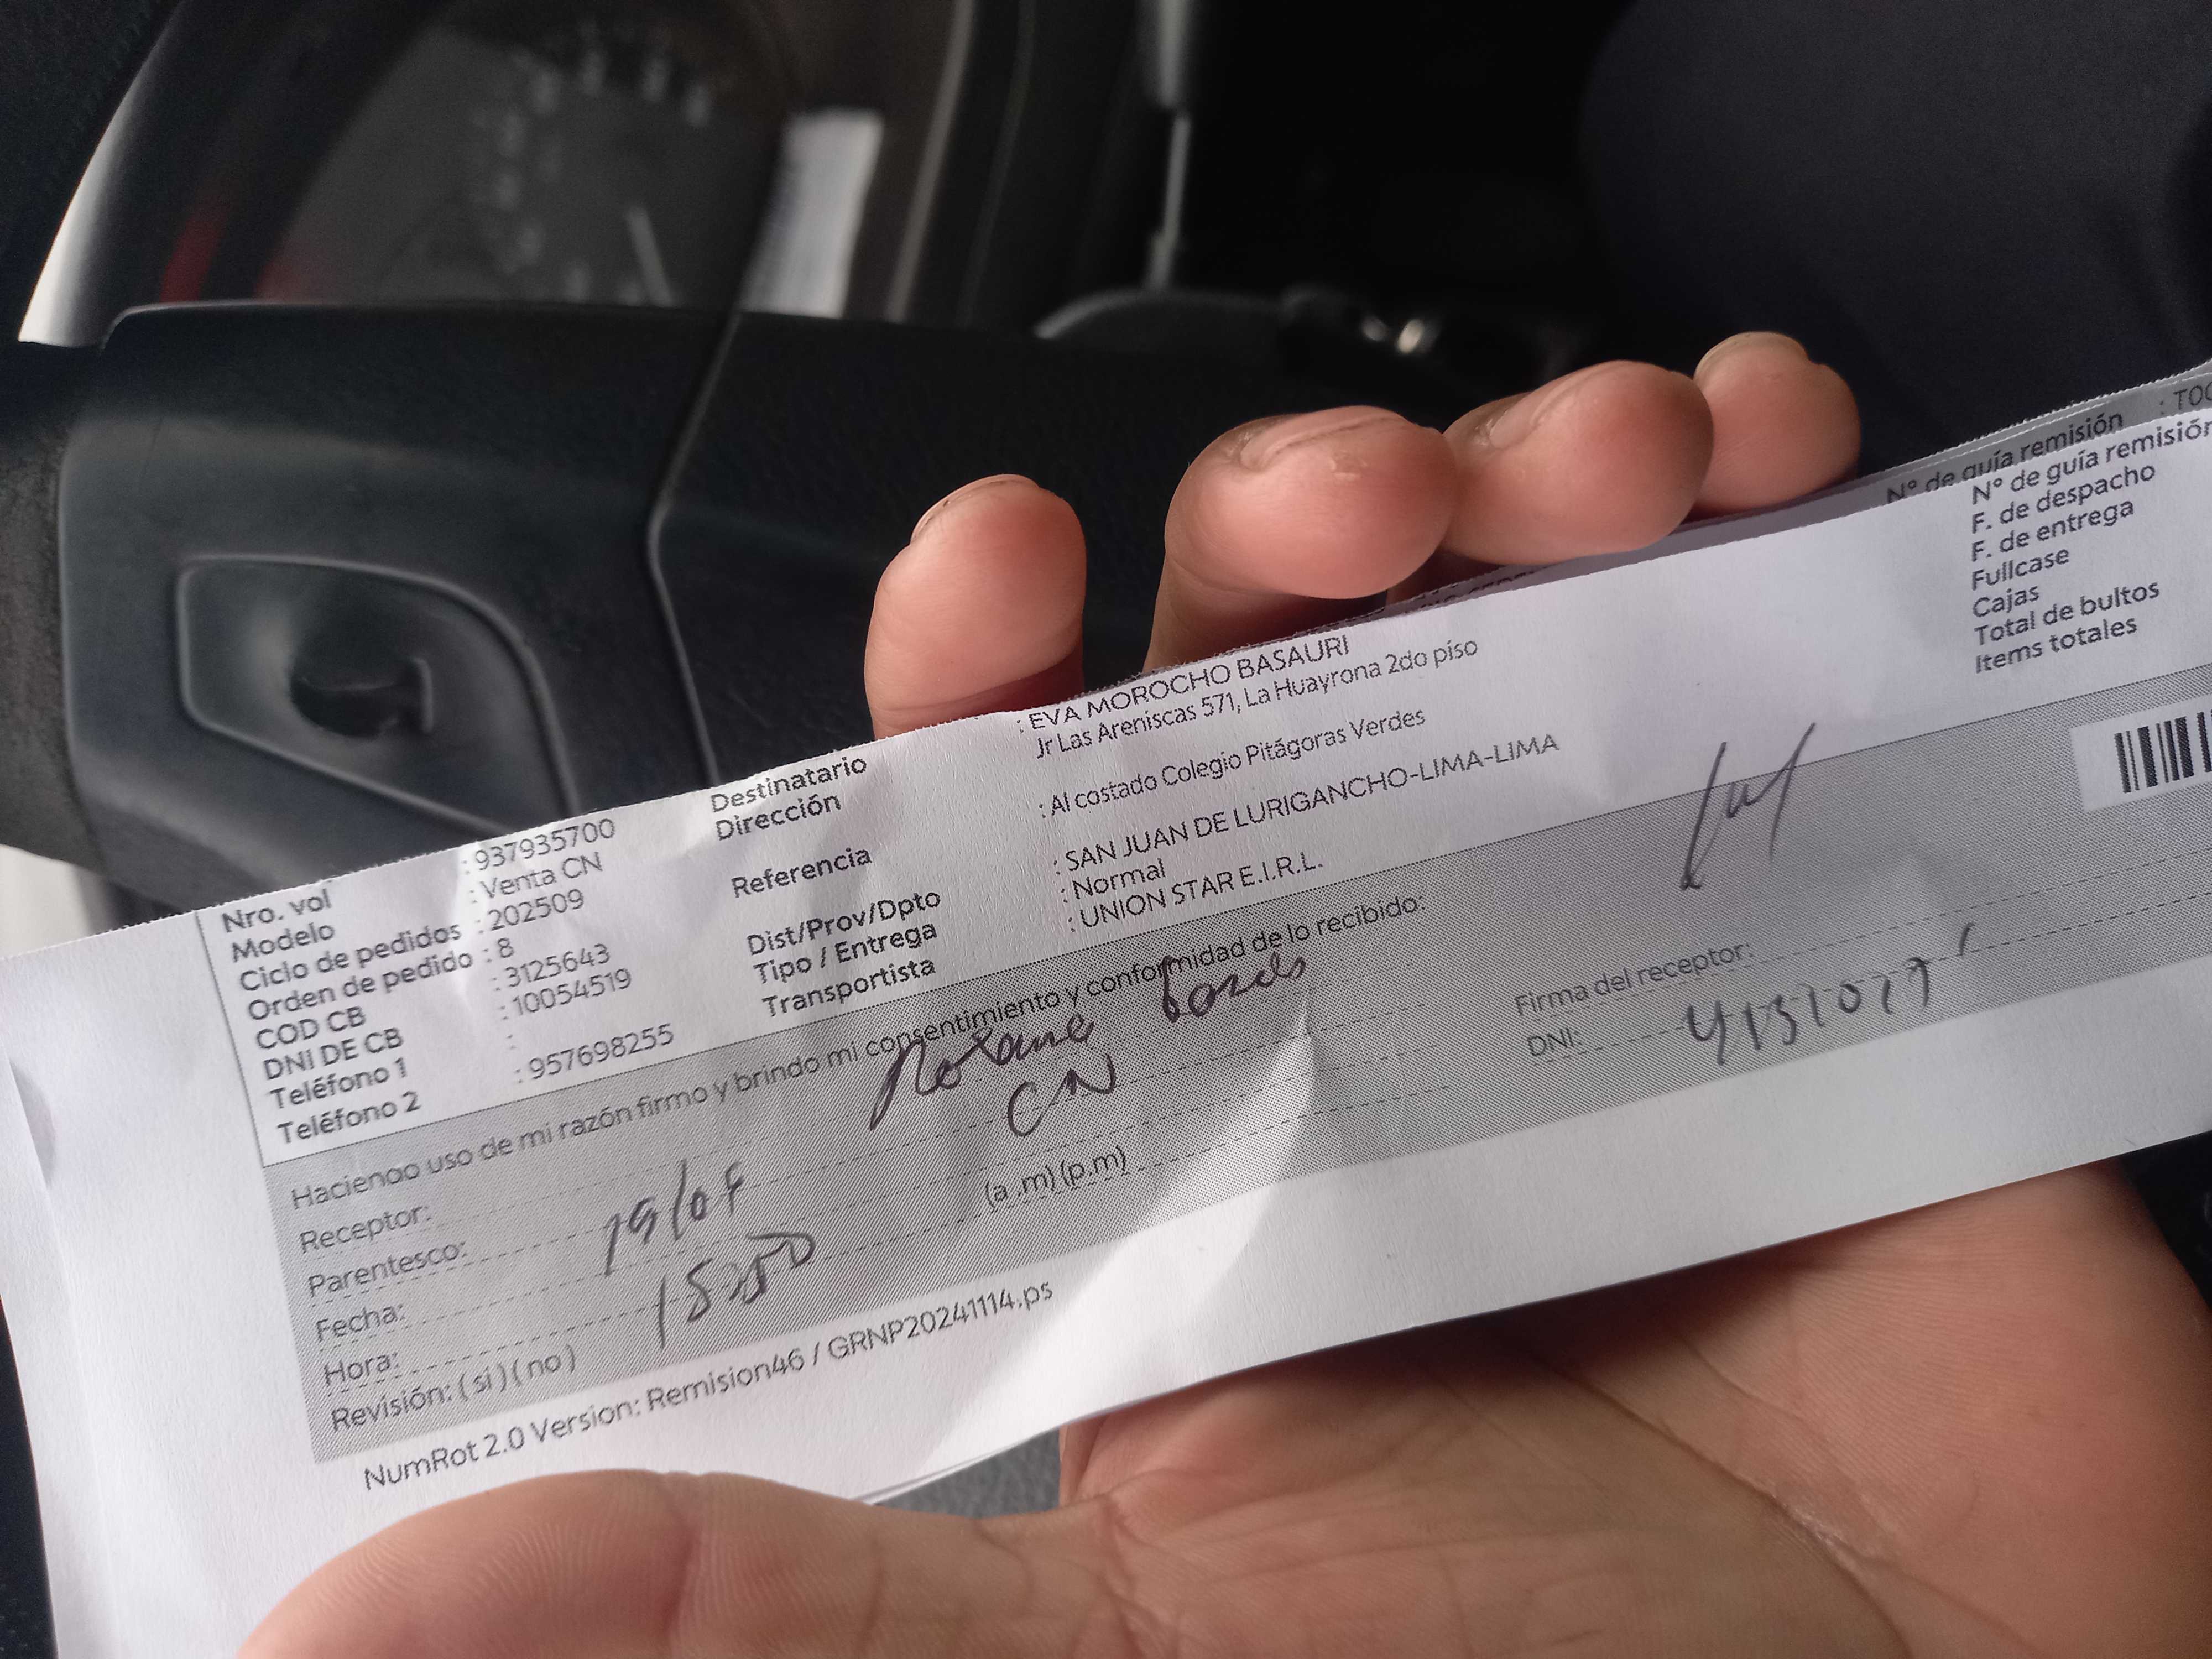 Nro. vol : 937935700
Modelo : Venta CN
Ciclo de pedidos : 202509
Orden de pedido : 8
COD CB : 3125643
DNI DE CB : 10054519
Teléfono 1 :
Teléfono 2 : 957698255
Destinatario : EVA MOROCHO BASAURI
Dirección Jr Las Areniscas 571, La Huayrona 2do piso
Referencia : Al costado Colegio Pitágoras Verdes
Dist/Prov/Dpto : SAN JUAN DE LURIGANCHO-LIMA-LIMA
Tipo / Entrega : Normal
Transportista : UNION STAR E.I.R.L.
Nº de guía remisión : T00
Nº de guía remisión
F. de despacho
F. de entrega
Fullcase
Cajas
Total de bultos
Items totales
Haciendo uso de mi razón firmo y brindo mi consentimiento y conformidad de lo recibido:
Receptor:
Parentesco: CN
Fecha: 19/07
Hora: (a .m) (p.m)
Revisión: ( si ) ( no )
Firma del receptor:
DNI:
NumRot 2.0 Version: Remision46 / GRNP20241114.ps